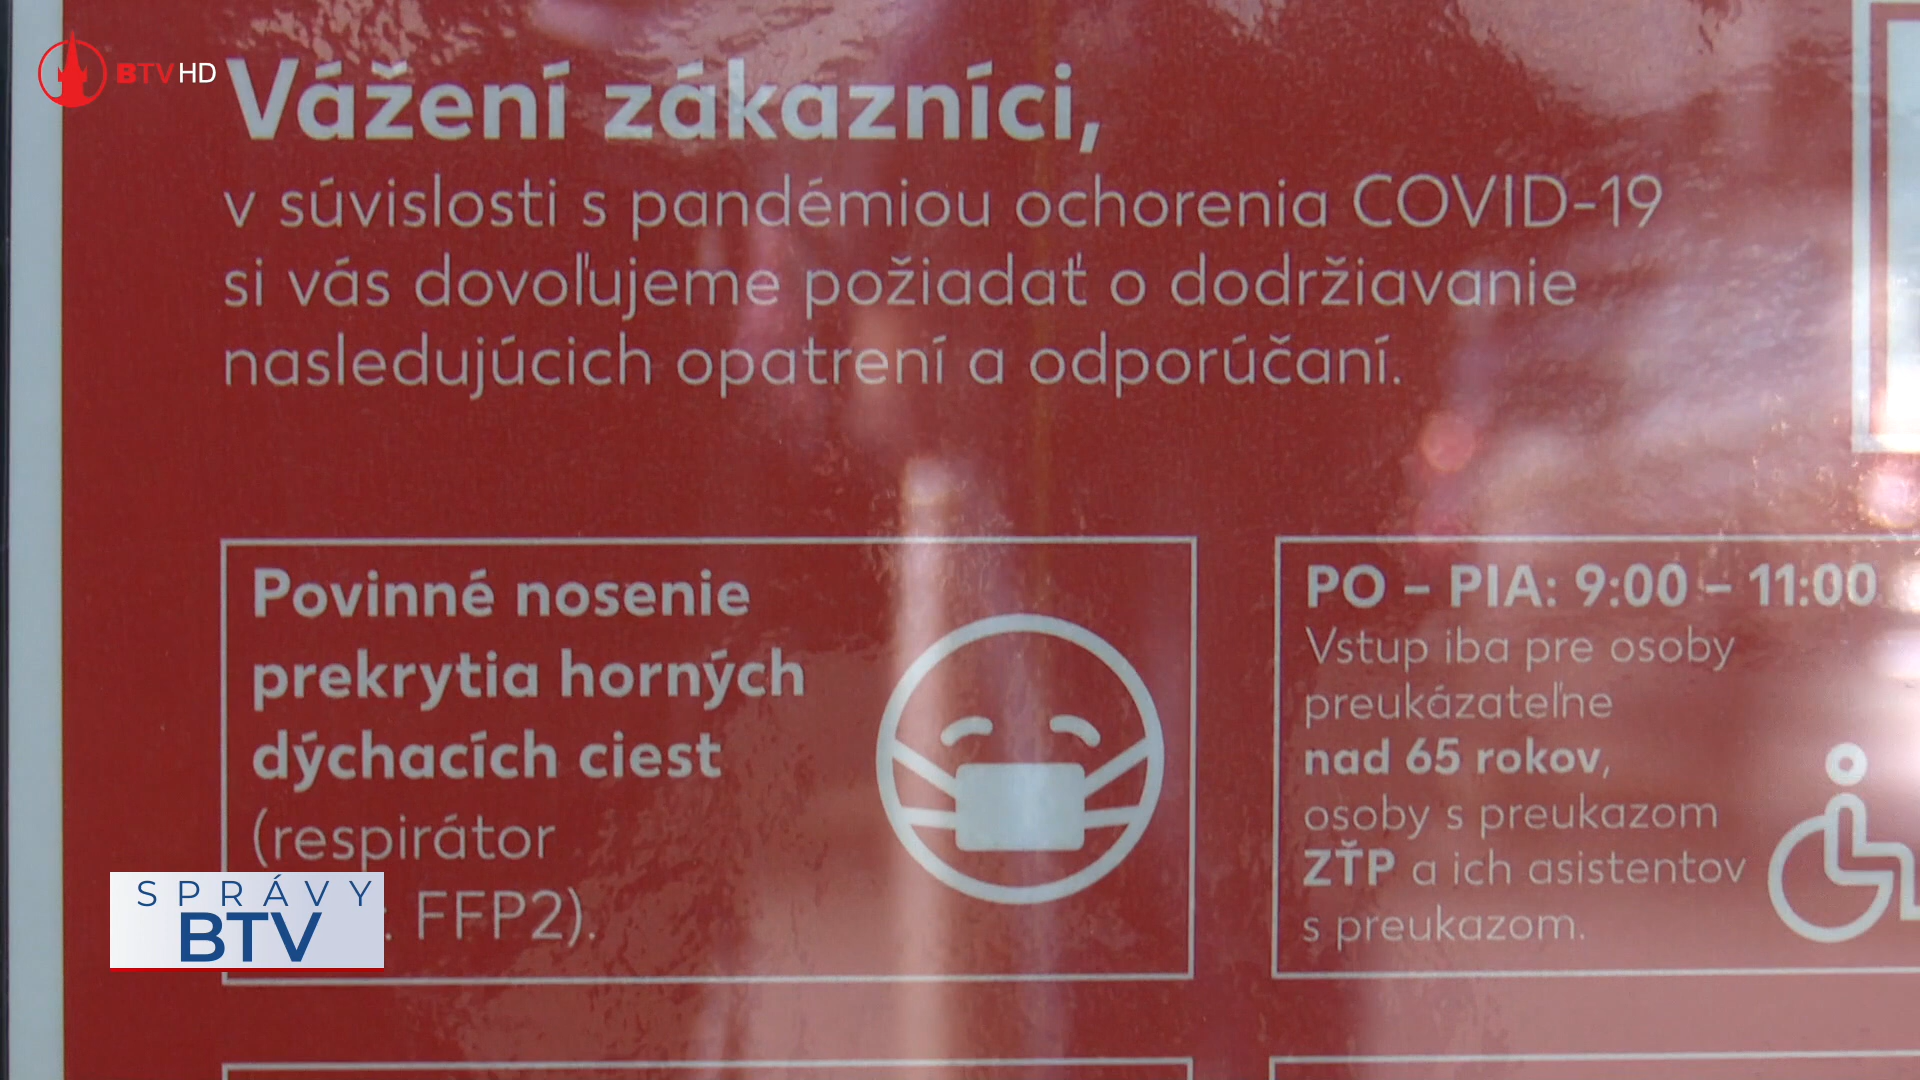 BTV HD
Vážení zákazníci,
v súvislosti s pandémiou ochorenia COVID-19
si vás dovoľujeme požiadať o dodržiavanie
nasledujúcich opatrení a odporúčaní.
Povinné nosenie
prekrytia horných
dýchacích ciest
(respirátor
: FFP2).
PO – PIA: 9:00 – 11:00
Vstup iba pre osoby
preukázateľne
nad 65 rokov,
osoby s preukazom
ZŤP a ich asistentov
s preukazom.
SPRÁVY
BTV